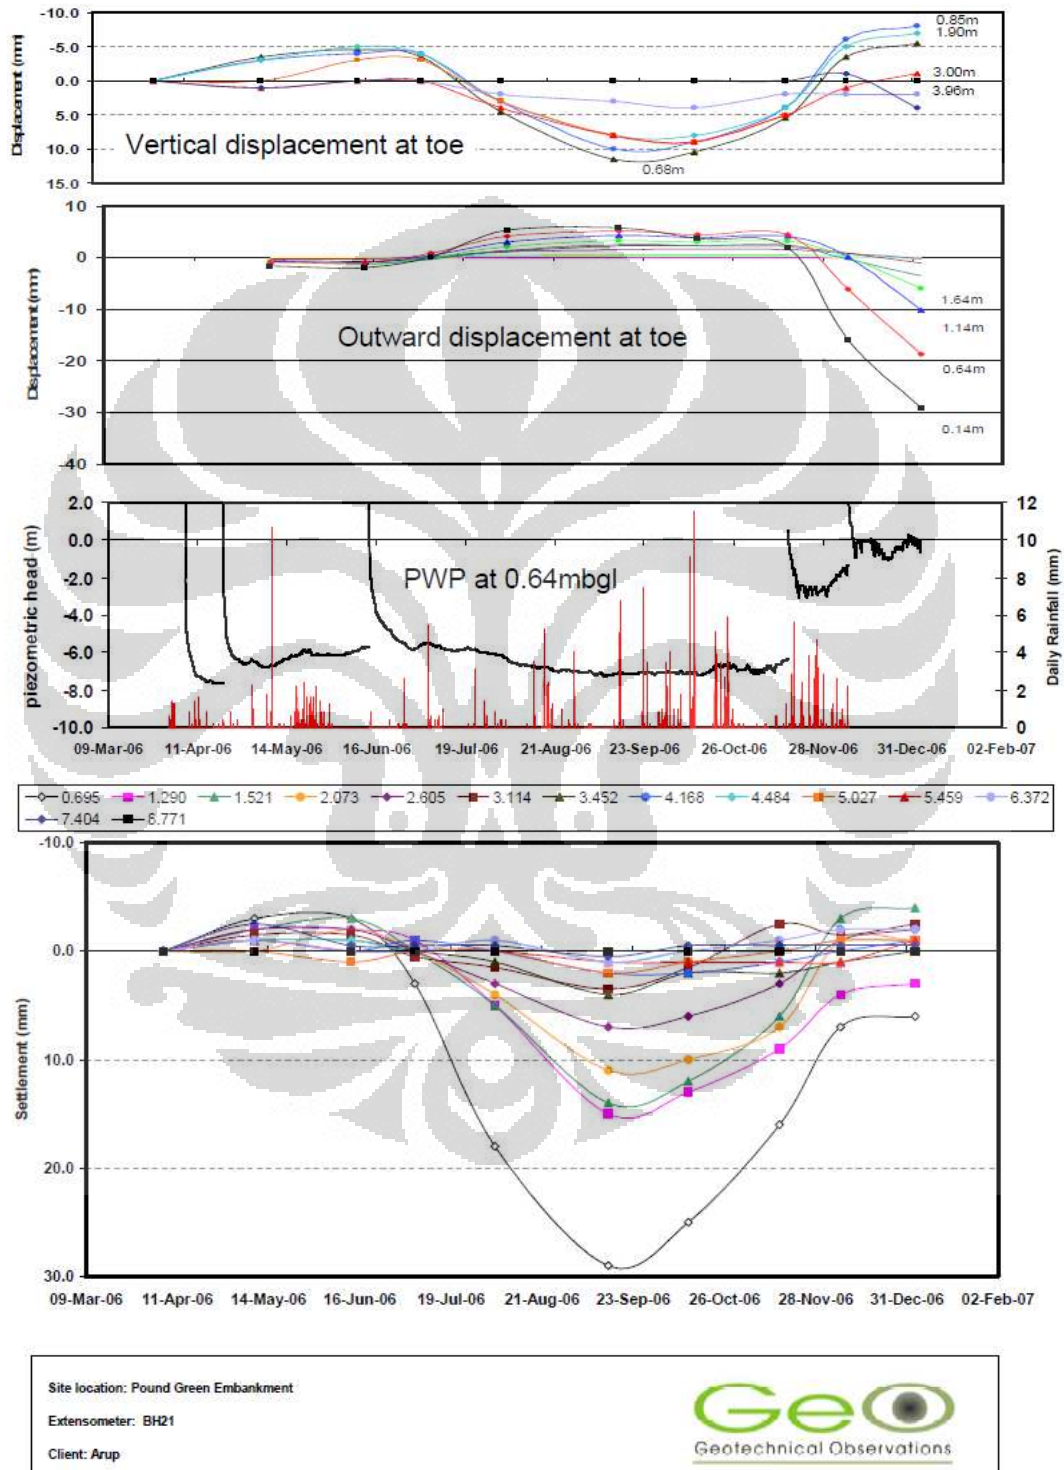 -10.0
0.85m
1.90m
-5.0
0.0
3.00m
3.96m
5.0
10.0
15.0
Displacement (mm)
Vertical displacement at toe
0.68m
10
0
-10
-20
-30
-40
Displacement (mm)
Outward displacement at toe
1.64m
1.14m
0.64m
0.14m
2.0
0.0
-2.0
-4.0
-6.0
-8.0
-10.0
piezometric head (m)
PWP at 0.64mbgl
12
10
8
6
4
2
0
Daily Rainfall (mm)
09-Mar-06 11-Apr-06 14-May-06 16-Jun-06 19-Jul-06 21-Aug-06 23-Sep-06 26-Oct-06 28-Nov-06 31-Dec-06 02-Feb-07
0.695 1.290 1.521 2.073 2.605 3.114 3.452 4.168 4.484 5.027 5.459 6.372
7.404 8.771
-10.0
0.0
10.0
20.0
30.0
Settlement (mm)
09-Mar-06 11-Apr-06 14-May-06 16-Jun-06 19-Jul-06 21-Aug-06 23-Sep-06 26-Oct-06 28-Nov-06 31-Dec-06 02-Feb-07
Site location: Pound Green Embankment
Extensometer: BH21
Client: Arup
GeO
Geotechnical Observations